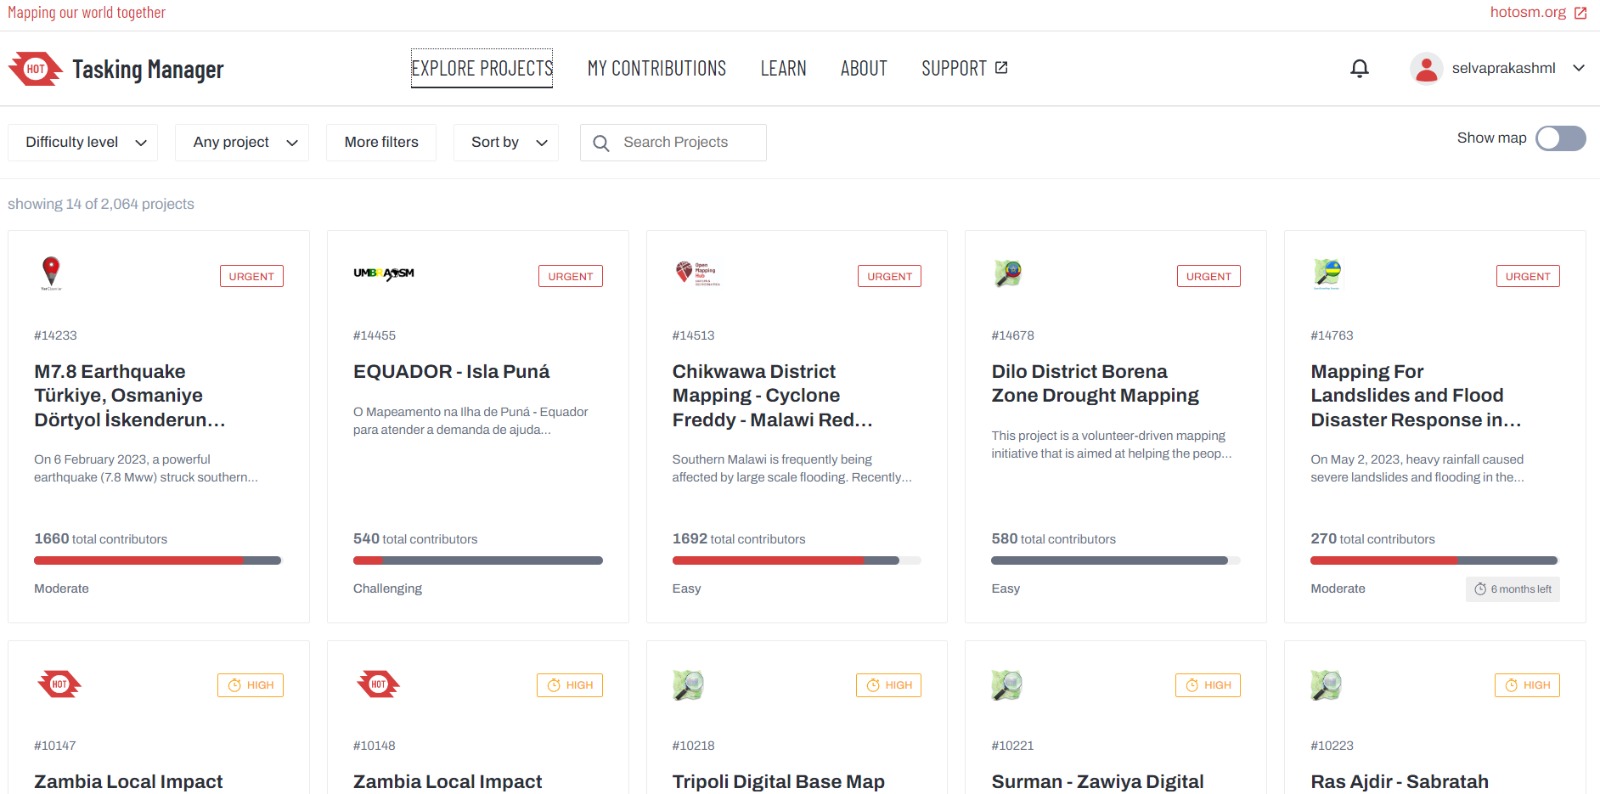 Mapping our world together
hotosm.org
HOT
Tasking Manager
EXPLORE PROJECTS
MY CONTRIBUTIONS
LEARN
ABOUT
SUPPORT
selvaprakashml
Difficulty level
Any project
More filters
Sort by
Search Projects
Show map
showing 14 of 2,064 projects
URGENT
#14233
M7.8 Earthquake
Türkiye, Osmaniye
Dörtyol İskenderun...
On 6 February 2023, a powerful
earthquake (7.8 Mww) struck southern...
1660 total contributors
Moderate
UMBRAOSM
URGENT
#14455
EQUADOR - Isla Puná
O Mapeamento na Ilha de Puná - Equador
para atender a demanda de ajuda...
540 total contributors
Challenging
Open
Mapping
Hub
URGENT
#14513
Chikwawa District
Mapping - Cyclone
Freddy - Malawi Red...
Southern Malawi is frequently being
affected by large scale flooding. Recently...
1692 total contributors
Easy
URGENT
#14678
Dilo District Borena
Zone Drought Mapping
This project is a volunteer-driven mapping
initiative that is aimed at helping the peop...
580 total contributors
Easy
URGENT
#14763
Mapping For
Landslides and Flood
Disaster Response in...
On May 2, 2023, heavy rainfall caused
severe landslides and flooding in the...
270 total contributors
Moderate
6 months left
HOT
HIGH
#10147
Zambia Local Impact
HOT
HIGH
#10148
Zambia Local Impact
HIGH
#10218
Tripoli Digital Base Map
HIGH
#10221
Surman - Zawiya Digital
HIGH
#10223
Ras Ajdir - Sabratah